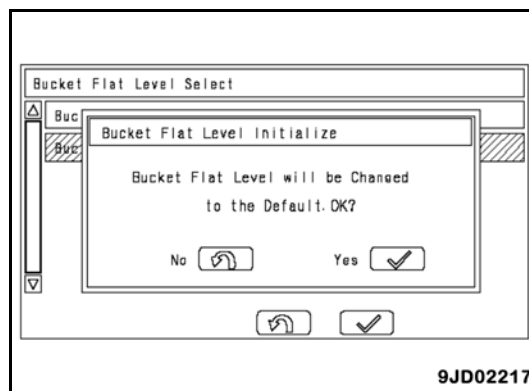 Bucket Flat Level Select
Buc
Bucket Flat Level Initialize
Buc
Bucket Flat Level will be Changed
to the Default. OK?
No Yes
9JD02217